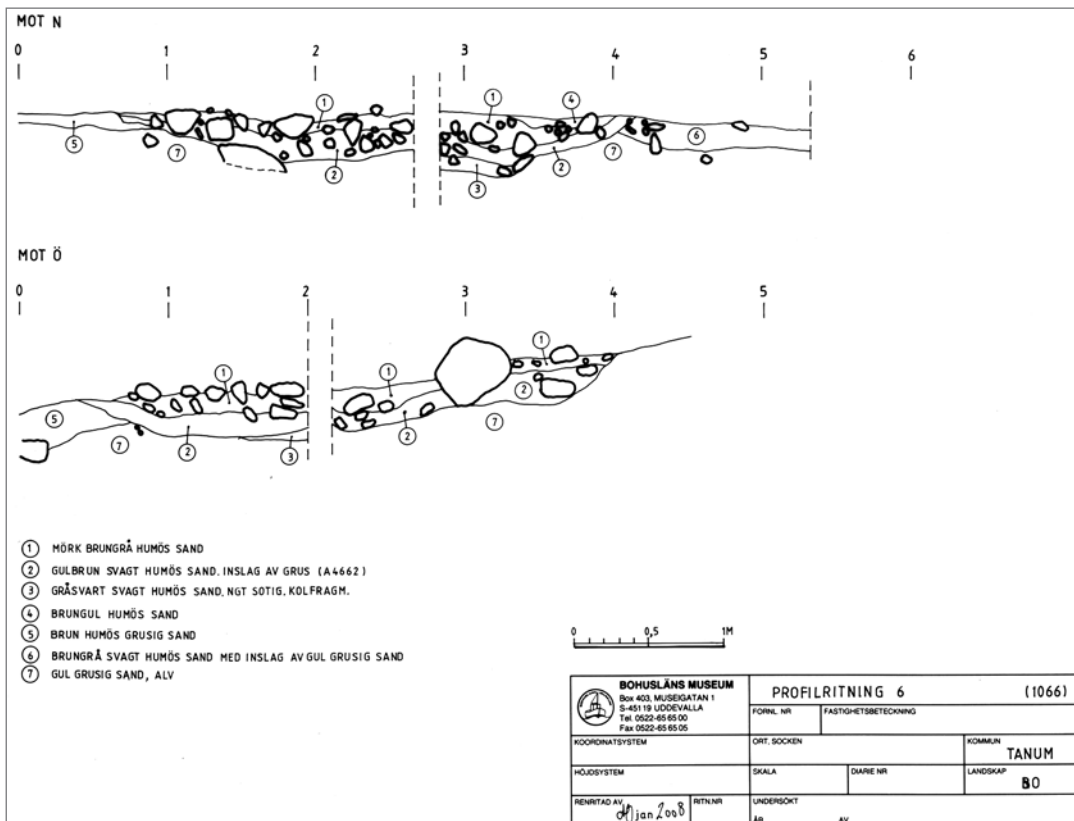 MOT N
0 1 2 3 4 5 6
1 1 4
5 7 2 3 2 7 6
MOT Ö
0 1 2 3 4 5
1 1 1
5 7 2 3 2 7 2
1 MÖRK BRUNGRÅ HUMÖS SAND
2 GULBRUN SVAGT HUMÖS SAND. INSLAG AV GRUS (A4662)
3 GRÅSVART SVAGT HUMÖS SAND, NGT SOTIG. KOLFRAGM.
4 BRUNGUL HUMÖS SAND
5 BRUN HUMÖS GRUSIG SAND
6 BRUNGRÅ SVAGT HUMÖS SAND MED INSLAG AV GUL GRUSIG SAND
7 GUL GRUSIG SAND, ALV
0 0,5 1M
BOHUSLÄNS MUSEUM
Box 403, MUSEIGATAN 1
S-451 19 UDDEVALLA
Tel. 0522-65 65 00
Fax 0522-65 65 05
PROFILRITNING 6 (1066)
FORNL. NR FASTIGHETSBETECKNING
KOORDINATSYSTEM ORT, SOCKEN KOMMUN
TANUM
HÖJDSYSTEM SKALA DIARIE NR LANDSKAP
BO
RENRITAD AV jan 2008 RITN.NR UNDERSÖKT
ÅR AV